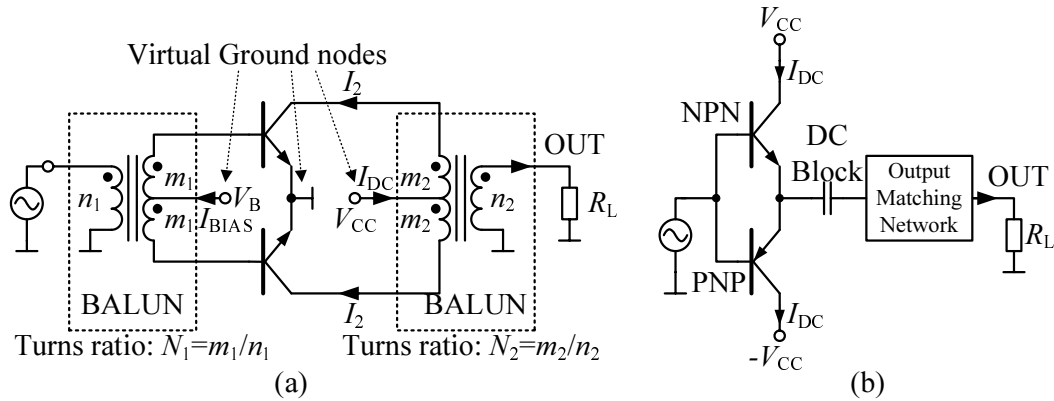 Virtual Ground nodes
I2
BALUN
n1
m1
m1
VB
IBIAS
IDC
VCC
m2
m2
n2
OUT
RL
BALUN
I2
Turns ratio: N1=m1/n1
Turns ratio: N2=m2/n2
(a)
VCC
IDC
NPN
DC
Block
Output
Matching
Network
OUT
RL
PNP
IDC
-VCC
(b)